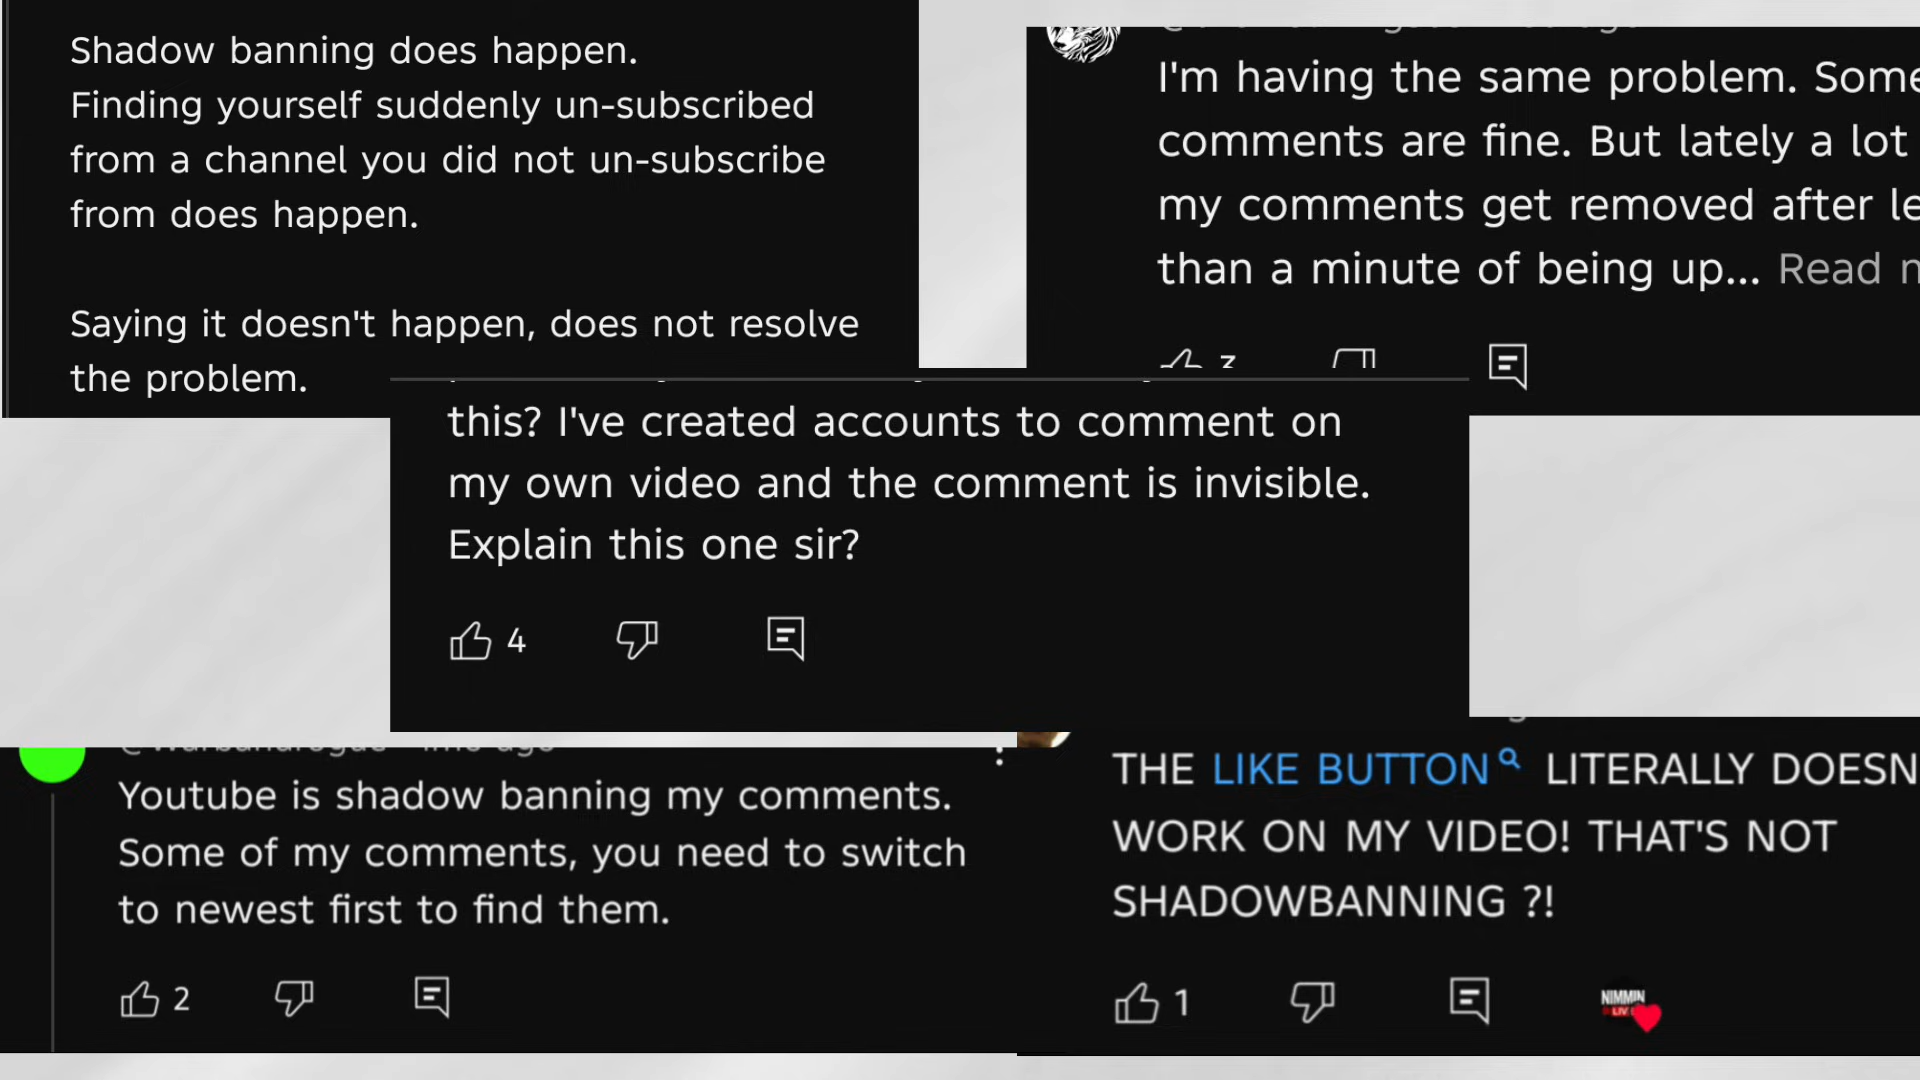 Shadow banning does happen.
Finding yourself suddenly un-subscribed
from a channel you did not un-subscribe
from does happen.
Saying it doesn't happen, does not resolve
the problem.
I'm having the same problem. Some
comments are fine. But lately a lot
my comments get removed after
than a minute of being up... Read
3
this? I've created accounts to comment on
my own video and the comment is invisible.
Explain this one sir?
4
Youtube is shadow banning my comments.
Some of my comments, you need to switch
to newest first to find them.
2
THE LIKE BUTTON LITERALLY DOESN
WORK ON MY VIDEO! THAT'S NOT
SHADOWBANNING ?!
1
NIMMIN
LIVE